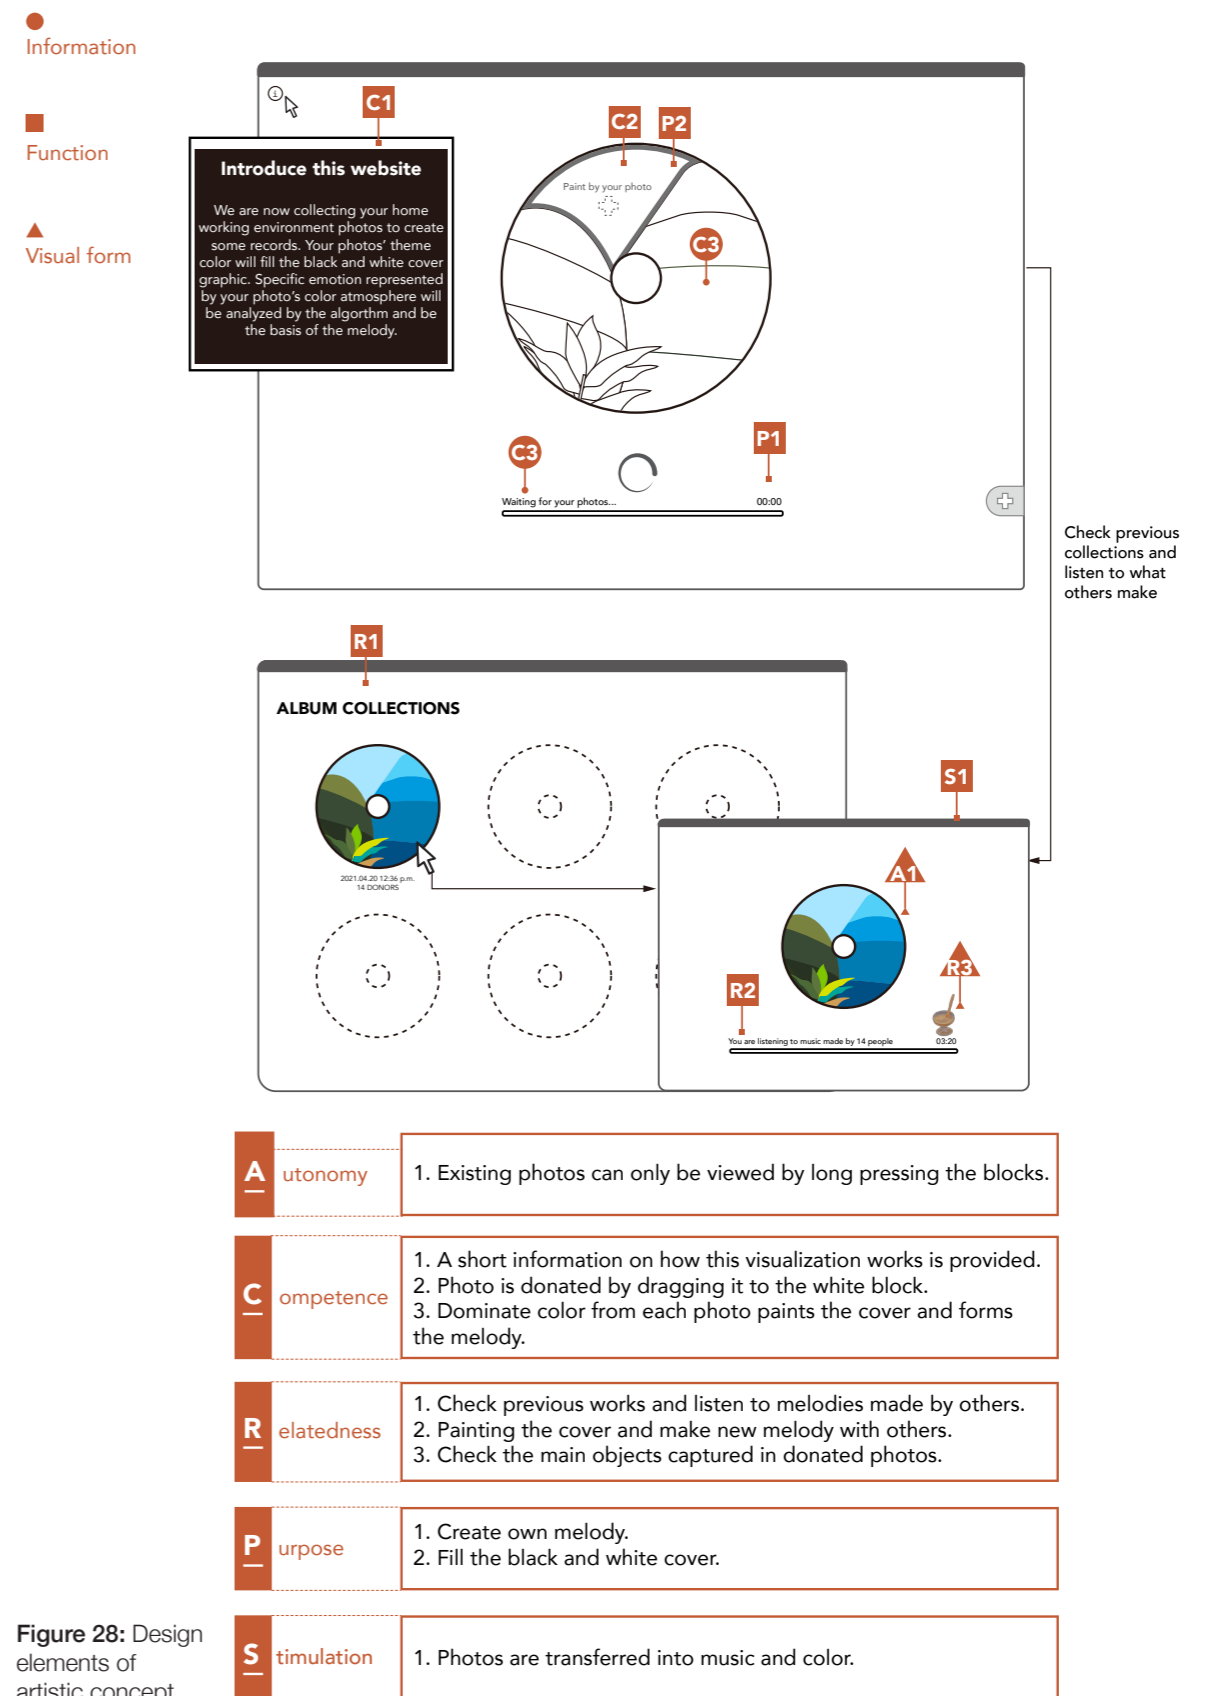 Information
Function
Visual form
C1
Introduce this website
We are now collecting your home
working environment photos to create
some records. Your photos' theme
color will fill the black and white cover
graphic. Specific emotion represented
by your photo's color atmosphere will
be analyzed by the algorthm and be
the basis of the melody.
C2
P2
Paint by your photo
C3
C3
P1
Waiting for your photos...
00:00
Check previous
collections and
listen to what
others make
R1
ALBUM COLLECTIONS
2021.04.20 12:36 p.m.
14 DONORS
S1
A1
R3
R2
You are listening to music made by 14 people
03:20
A utonomy
1. Existing photos can only be viewed by long pressing the blocks.
C ompetence
1. A short information on how this visualization works is provided.
2. Photo is donated by dragging it to the white block.
3. Dominate color from each photo paints the cover and forms
the melody.
R elatedness
1. Check previous works and listen to melodies made by others.
2. Painting the cover and make new melody with others.
3. Check the main objects captured in donated photos.
P urpose
1. Create own melody.
2. Fill the black and white cover.
S timulation
1. Photos are transferred into music and color.
Figure 28: Design
elements of
artistic concept